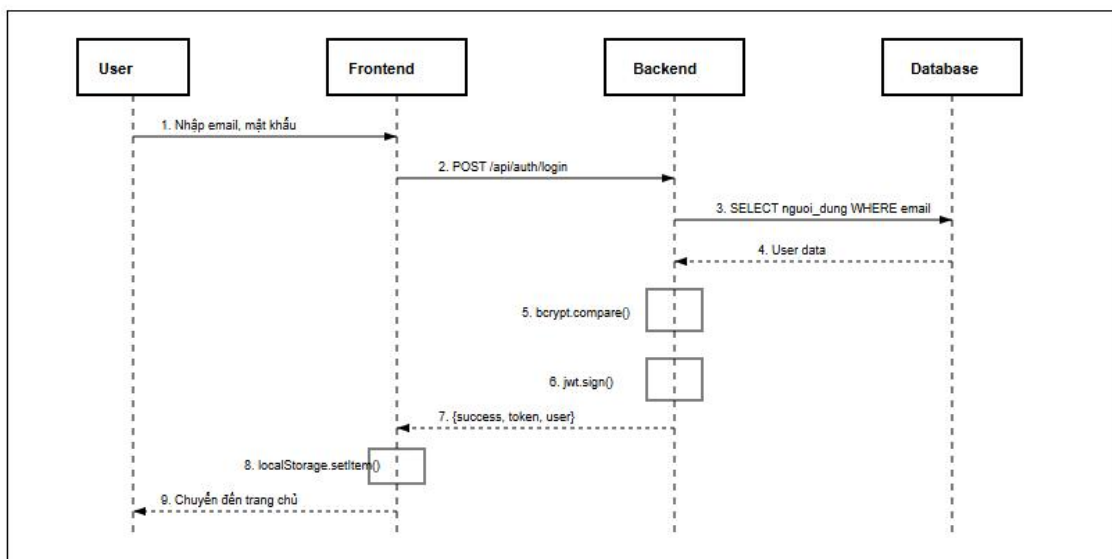 User
Frontend
Backend
Database
1. Nhập email, mật khẩu
2. POST /api/auth/login
3. SELECT nguoi_dung WHERE email
4. User data
5. bcrypt.compare()
6. jwt.sign()
7. {success, token, user}
8. localStorage.setItem()
9. Chuyển đến trang chủ